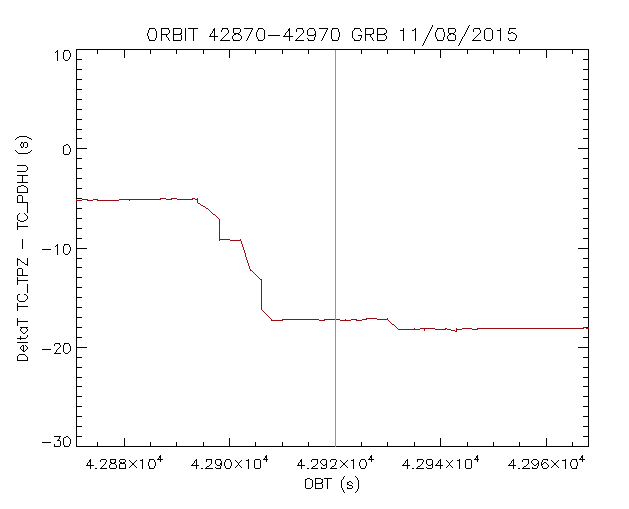 ORBIT 42870-42970 GRB 11/08/2015
10
0
-10
-20
-30
DeltaT TC_TPZ - TC_PDHU (s)
4.288×10⁴ 4.290×10⁴ 4.292×10⁴ 4.294×10⁴ 4.296×10⁴
OBT (s)